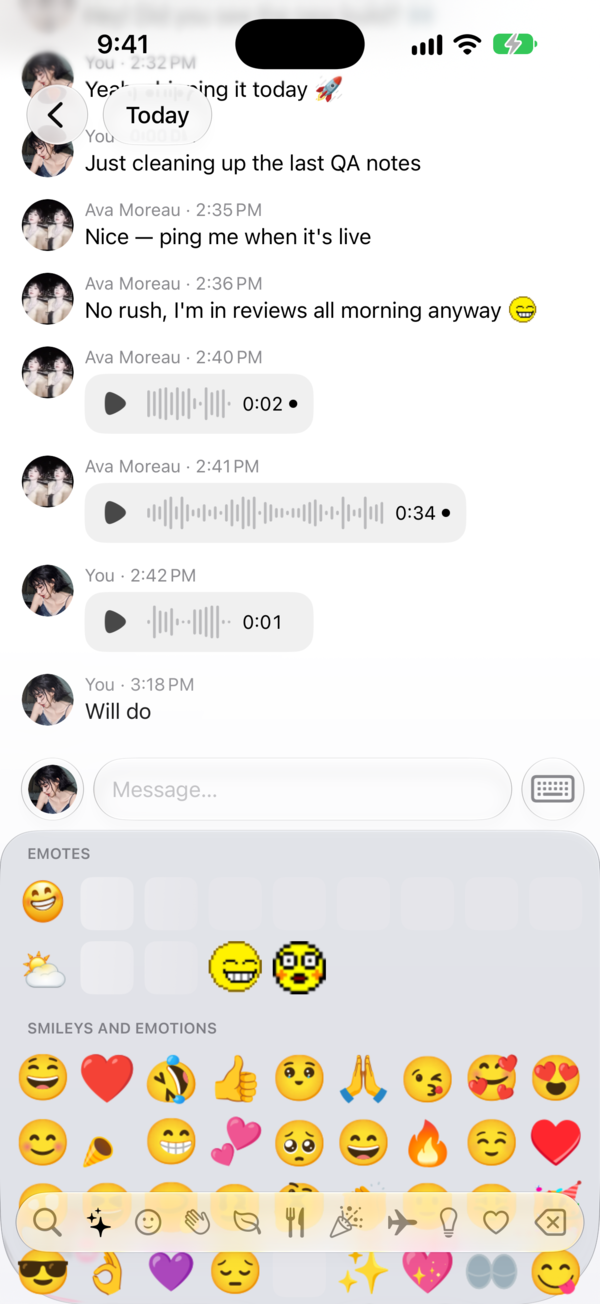 9:41
You · 2:32 PM
it today 🚀
Today
You
Just cleaning up the last QA notes
Ava Moreau · 2:35 PM
Nice — ping me when it's live
Ava Moreau · 2:36 PM
No rush, I'm in reviews all morning anyway
Ava Moreau · 2:40 PM
0:02
Ava Moreau · 2:41 PM
0:34
You · 2:42 PM
0:01
You · 3:18 PM
Will do
Message...
EMOTES
SMILEYS AND EMOTIONS